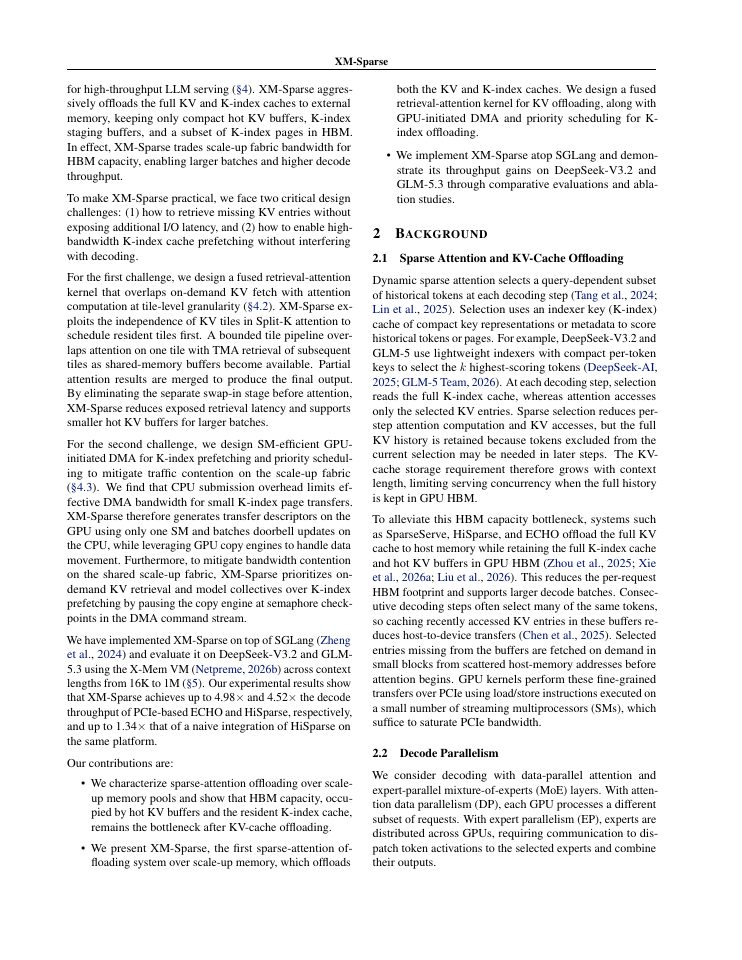 XM-Sparse
for high-throughput LLM serving (§4). XM-Sparse aggres-
sively offloads the full KV and K-index caches to external
memory, keeping only compact hot KV buffers, K-index
staging buffers, and a subset of K-index pages in HBM.
In effect, XM-Sparse trades scale-up fabric bandwidth for
HBM capacity, enabling larger batches and higher decode
throughput.
To make XM-Sparse practical, we face two critical design
challenges: (1) how to retrieve missing KV entries without
exposing additional I/O latency, and (2) how to enable high-
bandwidth K-index cache prefetching without interfering
with decoding.
For the first challenge, we design a fused retrieval-attention
kernel that overlaps on-demand KV fetch with attention
computation at tile-level granularity (§4.2). XM-Sparse ex-
ploits the independence of KV tiles in Split-K attention to
schedule resident tiles first. A bounded tile pipeline over-
laps attention on one tile with TMA retrieval of subsequent
tiles as shared-memory buffers become available. Partial
attention results are merged to produce the final output.
By eliminating the separate swap-in stage before attention,
XM-Sparse reduces exposed retrieval latency and supports
smaller hot KV buffers for larger batches.
For the second challenge, we design SM-efficient GPU-
initiated DMA for K-index prefetching and priority schedul-
ing to mitigate traffic contention on the scale-up fabric
(§4.3). We find that CPU submission overhead limits ef-
fective DMA bandwidth for small K-index page transfers.
XM-Sparse therefore generates transfer descriptors on the
GPU using only one SM and batches doorbell updates on
the CPU, while leveraging GPU copy engines to handle data
movement. Furthermore, to mitigate bandwidth contention
on the shared scale-up fabric, XM-Sparse prioritizes on-
demand KV retrieval and model collectives over K-index
prefetching by pausing the copy engine at semaphore check-
points in the DMA command stream.
We have implemented XM-Sparse on top of SGLang (Zheng
et al., 2024) and evaluate it on DeepSeek-V3.2 and GLM-
5.3 using the X-Mem VM (Netpreme, 2026b) across context
lengths from 16K to 1M (§5). Our experimental results show
that XM-Sparse achieves up to 4.98× and 4.52× the decode
throughput of PCIe-based ECHO and HiSparse, respectively,
and up to 1.34× that of a naive integration of HiSparse on
the same platform.
Our contributions are:
• We characterize sparse-attention offloading over scale-
up memory pools and show that HBM capacity, occu-
pied by hot KV buffers and the resident K-index cache,
remains the bottleneck after KV-cache offloading.
• We present XM-Sparse, the first sparse-attention of-
floading system over scale-up memory, which offloads
both the KV and K-index caches. We design a fused
retrieval-attention kernel for KV offloading, along with
GPU-initiated DMA and priority scheduling for K-
index offloading.
• We implement XM-Sparse atop SGLang and demon-
strate its throughput gains on DeepSeek-V3.2 and
GLM-5.3 through comparative evaluations and abla-
tion studies.
2 BACKGROUND
2.1 Sparse Attention and KV-Cache Offloading
Dynamic sparse attention selects a query-dependent subset
of historical tokens at each decoding step (Tang et al., 2024;
Lin et al., 2025). Selection uses an indexer key (K-index)
cache of compact key representations or metadata to score
historical tokens or pages. For example, DeepSeek-V3.2 and
GLM-5 use lightweight indexers with compact per-token
keys to select the k highest-scoring tokens (DeepSeek-AI,
2025; GLM-5 Team, 2026). At each decoding step, selection
reads the full K-index cache, whereas attention accesses
only the selected KV entries. Sparse selection reduces per-
step attention computation and KV accesses, but the full
KV history is retained because tokens excluded from the
current selection may be needed in later steps. The KV-
cache storage requirement therefore grows with context
length, limiting serving concurrency when the full history
is kept in GPU HBM.
To alleviate this HBM capacity bottleneck, systems such
as SparseServe, HiSparse, and ECHO offload the full KV
cache to host memory while retaining the full K-index cache
and hot KV buffers in GPU HBM (Zhou et al., 2025; Xie
et al., 2026a; Liu et al., 2026). This reduces the per-request
HBM footprint and supports larger decode batches. Consec-
utive decoding steps often select many of the same tokens,
so caching recently accessed KV entries in these buffers re-
duces host-to-device transfers (Chen et al., 2025). Selected
entries missing from the buffers are fetched on demand in
small blocks from scattered host-memory addresses before
attention begins. GPU kernels perform these fine-grained
transfers over PCIe using load/store instructions executed on
a small number of streaming multiprocessors (SMs), which
suffice to saturate PCIe bandwidth.
2.2 Decode Parallelism
We consider decoding with data-parallel attention and
expert-parallel mixture-of-experts (MoE) layers. With atten-
tion data parallelism (DP), each GPU processes a different
subset of requests. With expert parallelism (EP), experts are
distributed across GPUs, requiring communication to dis-
patch token activations to the selected experts and combine
their outputs.